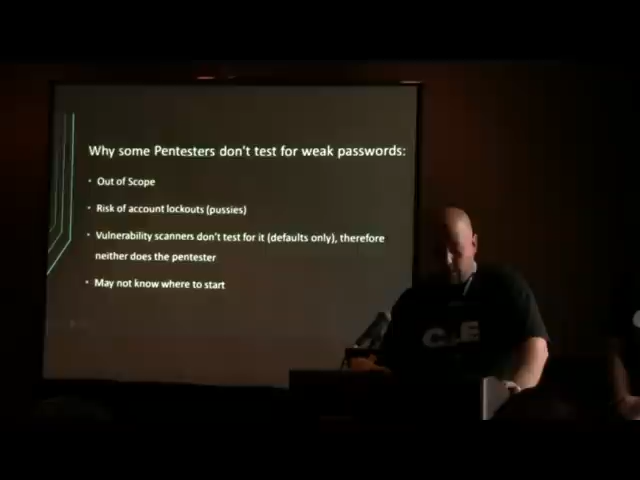 Why some Pentesters don't test for weak passwords:
• Out of Scope
• Risk of account lockouts (pussies)
• Vulnerability scanners don't test for it (defaults only), therefore
neither does the pentester
• May not know where to start